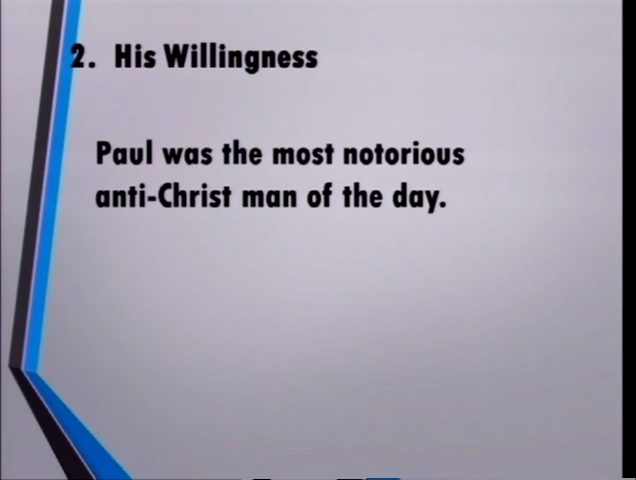 2. His Willingness
Paul was the most notorious
anti-Christ man of the day.